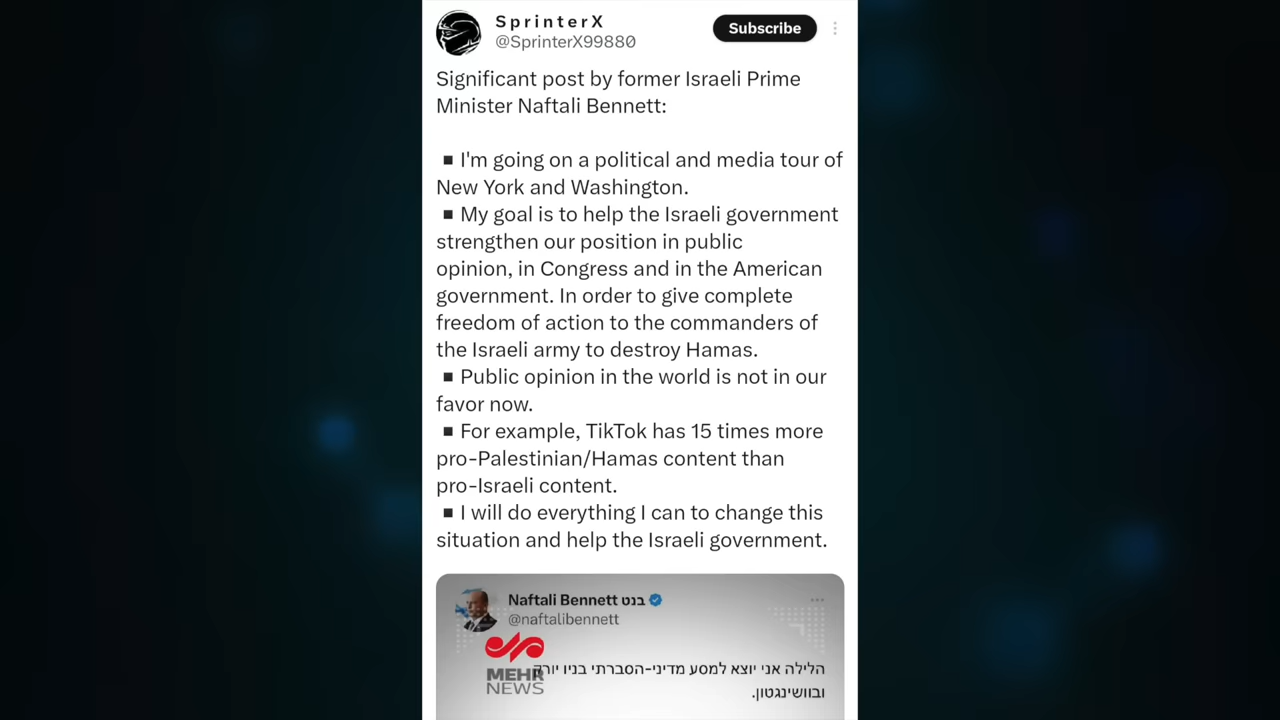 SprinterX
@SprinterX99880
Subscribe
Significant post by former Israeli Prime
Minister Naftali Bennett:
▪I'm going on a political and media tour of
New York and Washington.
▪My goal is to help the Israeli government
strengthen our position in public
opinion, in Congress and in the American
government. In order to give complete
freedom of action to the commanders of
the Israeli army to destroy Hamas.
▪Public opinion in the world is not in our
favor now.
▪For example, TikTok has 15 times more
pro-Palestinian/Hamas content than
pro-Israeli content.
▪I will do everything I can to change this
situation and help the Israeli government.
Naftali Bennett בנט
@naftalibennett
הלילה אני יוצא למסע מדיני-הסברתי בניו יורק
ובוושינגטון.
MEHR
NEWS